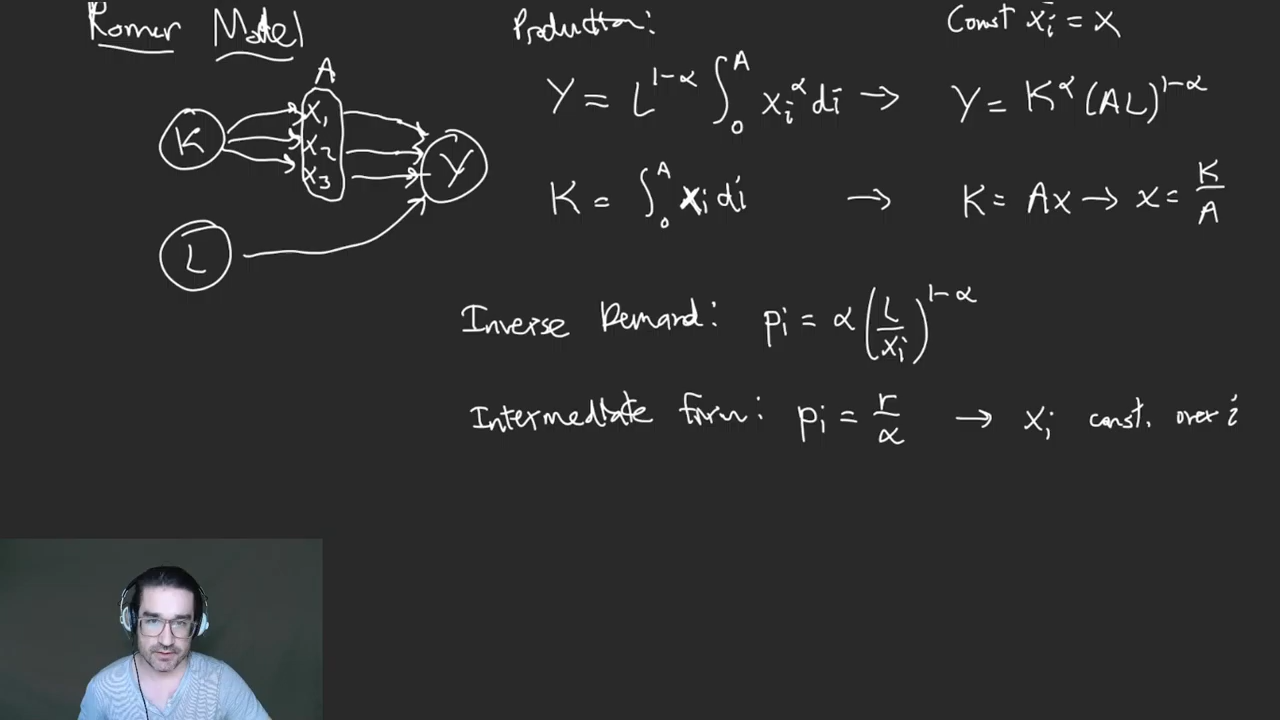 Romer Model
Production:
Const x̄ᵢ = x
A
K
x₁
x₂
x₃
Y
L
Y = L^{1-α} ∫₀^A xᵢ^α di → Y = K^α (AL)^{1-α}
K = ∫₀^A xᵢ di → K = Ax → x = K/A
Inverse Demand: pᵢ = α (L/xᵢ)^{1-α}
Intermediate firm: pᵢ = r/α → xᵢ const. over i